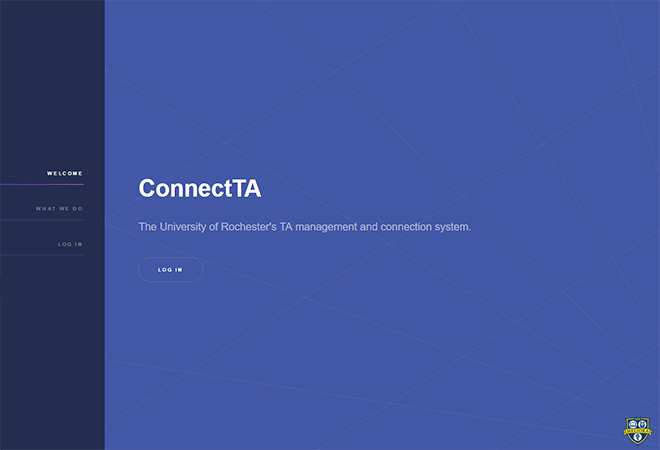 WELCOME
WHAT WE DO
LOG IN
ConnectTA
The University of Rochester's TA management and connection system.
LOG IN